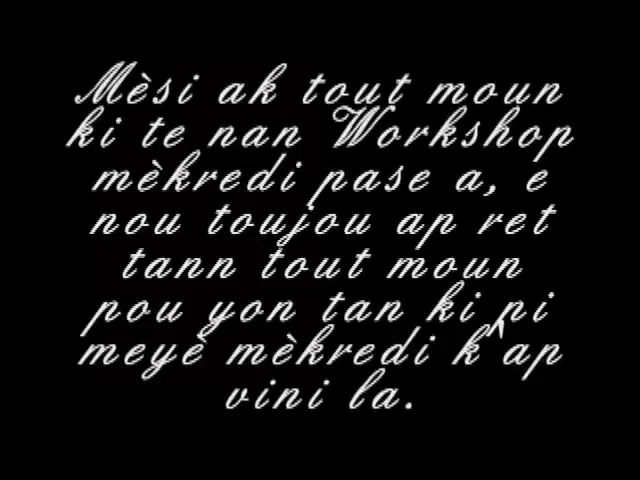 Mèsi ak tout moun
ki te nan Workshop
mèkredi pase a, e
nou toujou ap ret
tann tout moun
pou yon tan ki pi
meyè mèkredi k^ap
vini la.